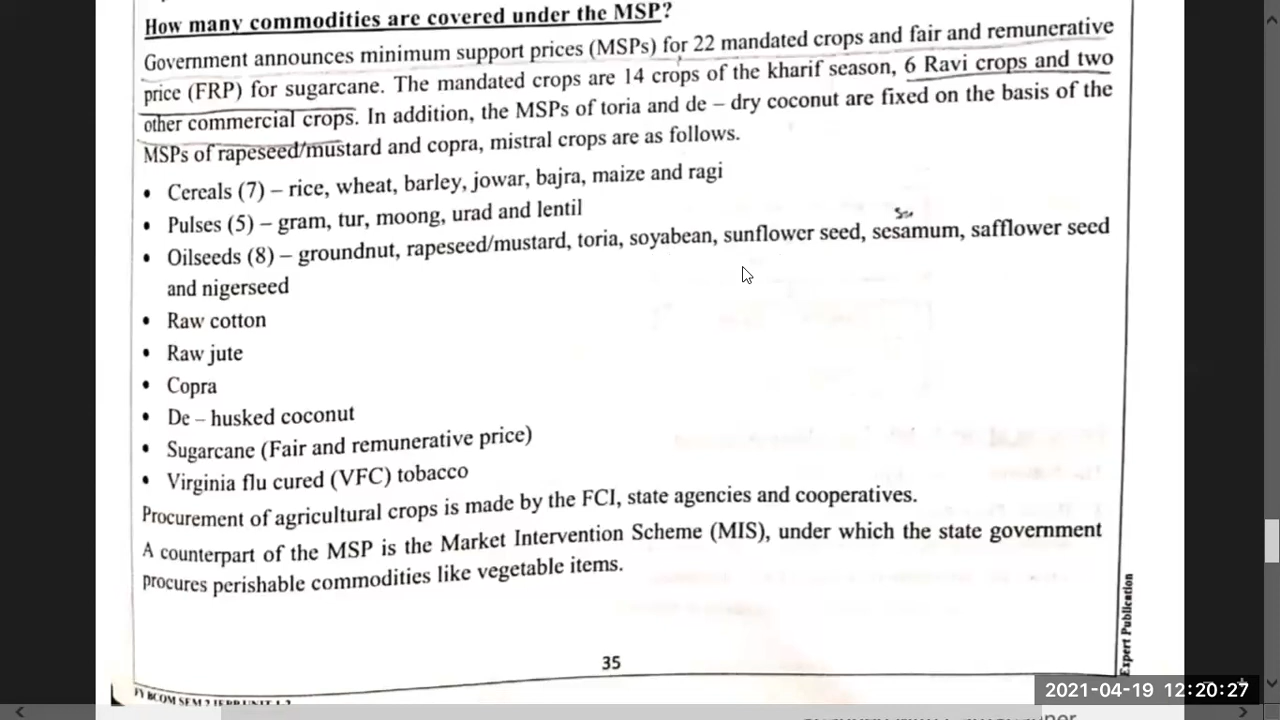 How many commodities are covered under the MSP?
Government announces minimum support prices (MSPs) for 22 mandated crops and fair and remunerative
price (FRP) for sugarcane. The mandated crops are 14 crops of the kharif season, 6 Ravi crops and two
other commercial crops. In addition, the MSPs of toria and de – dry coconut are fixed on the basis of the
MSPs of rapeseed/mustard and copra, mistral crops are as follows.
• Cereals (7) – rice, wheat, barley, jowar, bajra, maize and ragi
• Pulses (5) – gram, tur, moong, urad and lentil
• Oilseeds (8) – groundnut, rapeseed/mustard, toria, soyabean, sunflower seed, sesamum, safflower seed
and nigerseed
• Raw cotton
• Raw jute
• Copra
• De – husked coconut
• Sugarcane (Fair and remunerative price)
• Virginia flu cured (VFC) tobacco
Procurement of agricultural crops is made by the FCI, state agencies and cooperatives.
A counterpart of the MSP is the Market Intervention Scheme (MIS), under which the state government
procures perishable commodities like vegetable items.
Expert Publication
35
2021-04-19 12:20:27